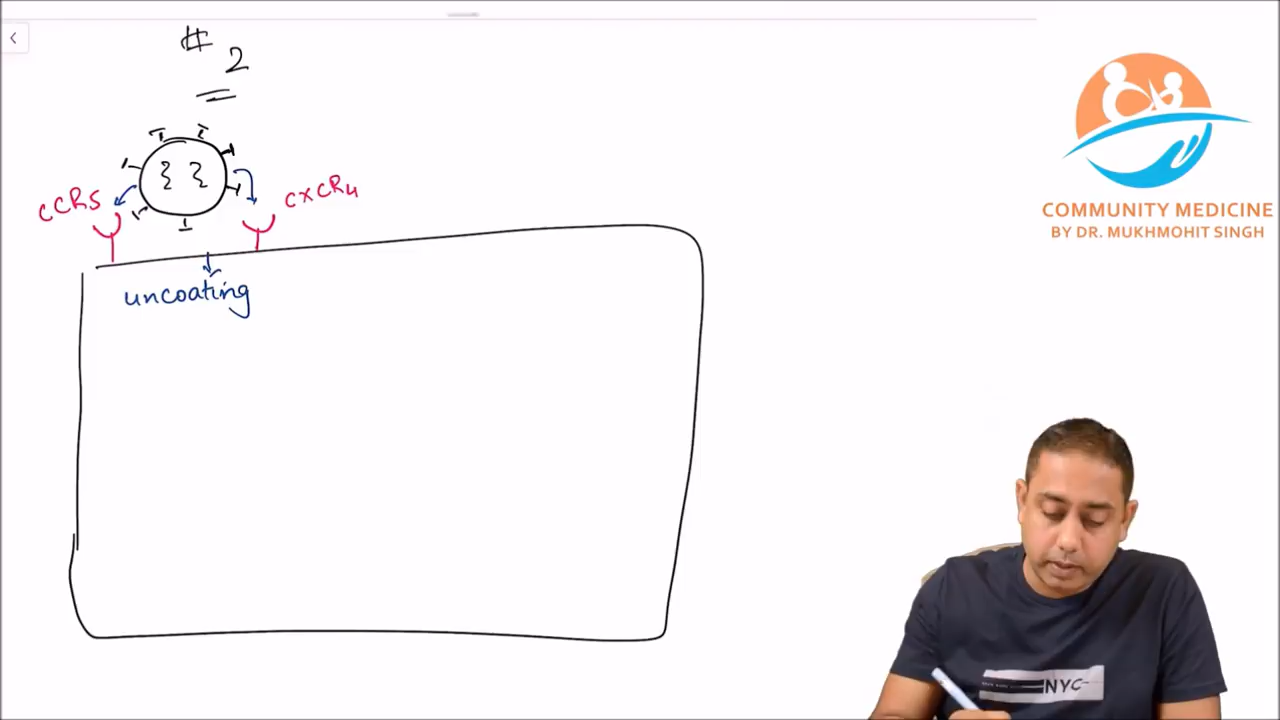 # 2
CCR5
CXCR4
uncoating
COMMUNITY MEDICINE
BY DR. MUKHMOHIT SINGH
NYC